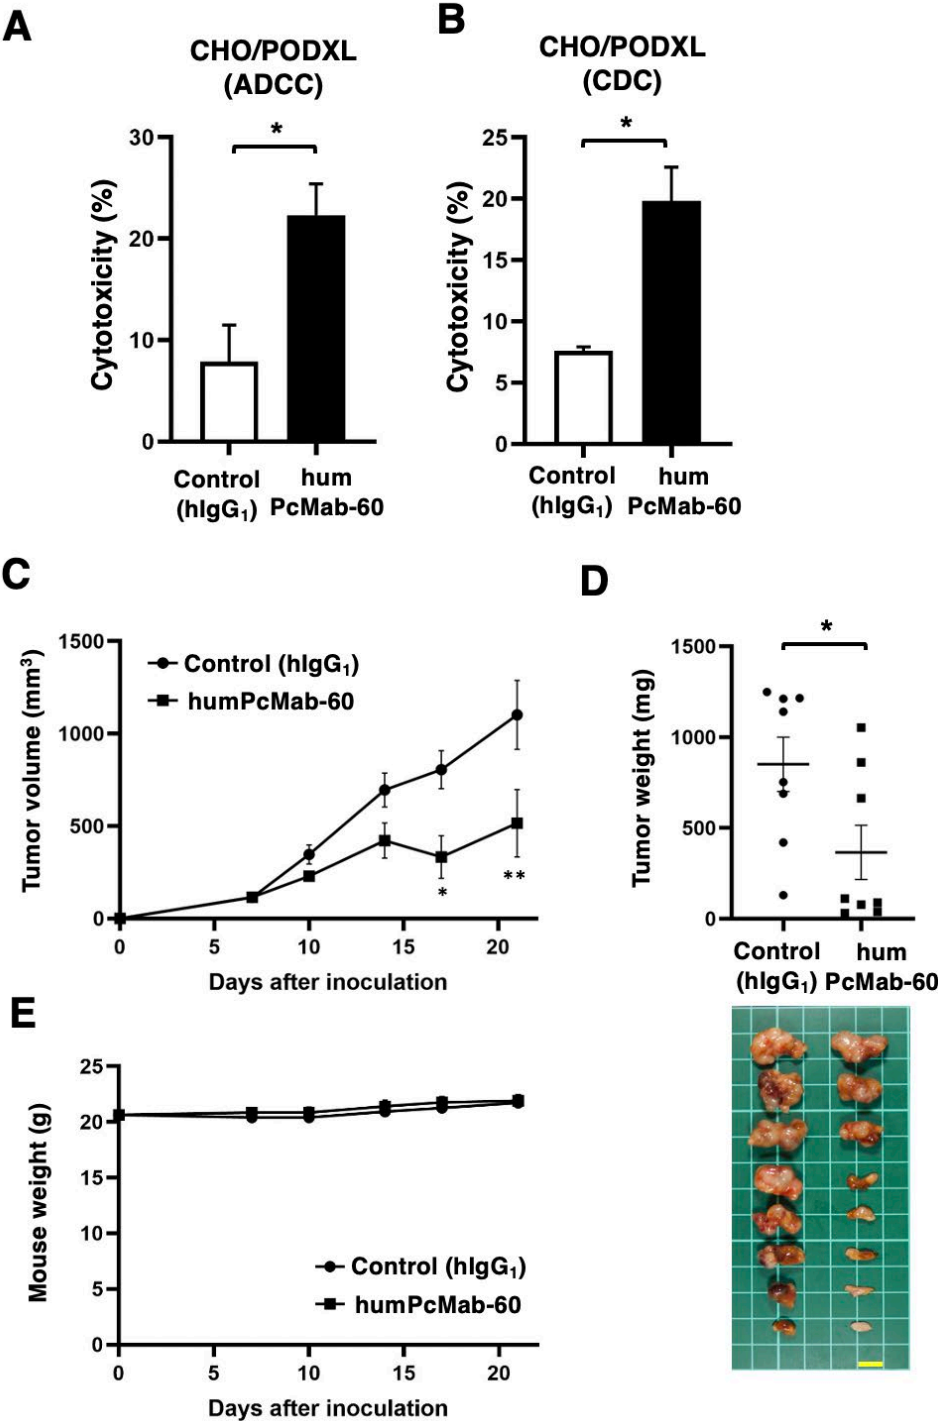 A
CHO/PODXL
(ADCC)
*
30
20
10
0
Cytotoxicity (%)
Control
(hIgG₁)
hum
PcMab-60
B
CHO/PODXL
(CDC)
*
25
20
15
10
5
0
Cytotoxicity (%)
Control
(hIgG₁)
hum
PcMab-60
C
1500
1000
500
0
Tumor volume (mm³)
Control (hIgG₁)
humPcMab-60
*
**
0 5 10 15 20
Days after inoculation
D
*
1500
1000
500
0
Tumor weight (mg)
Control
(hIgG₁)
hum
PcMab-60
E
25
20
15
10
5
0
Mouse weight (g)
Control (hIgG₁)
humPcMab-60
0 5 10 15 20
Days after inoculation